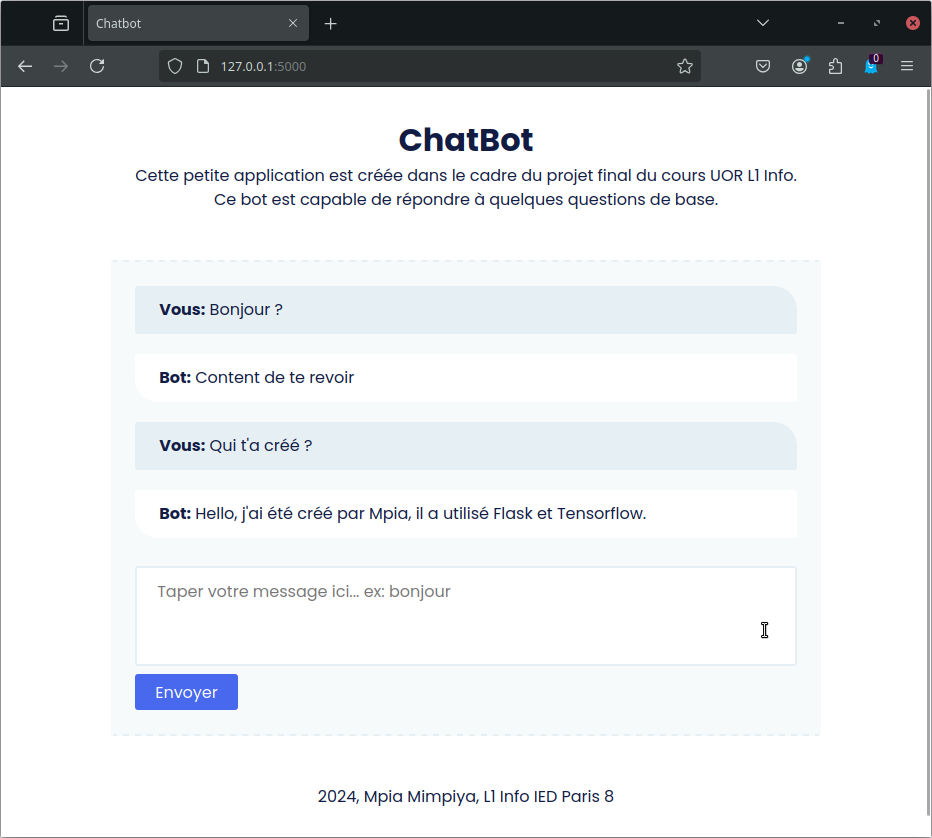 Chatbot
127.0.0.1:5000
0
ChatBot
Cette petite application est créée dans le cadre du projet final du cours UOR L1 Info.
Ce bot est capable de répondre à quelques questions de base.
Vous: Bonjour ?
Bot: Content de te revoir
Vous: Qui t'a créé ?
Bot: Hello, j'ai été créé par Mpia, il a utilisé Flask et Tensorflow.
Taper votre message ici... ex: bonjour
Envoyer
2024, Mpia Mimpiya, L1 Info IED Paris 8